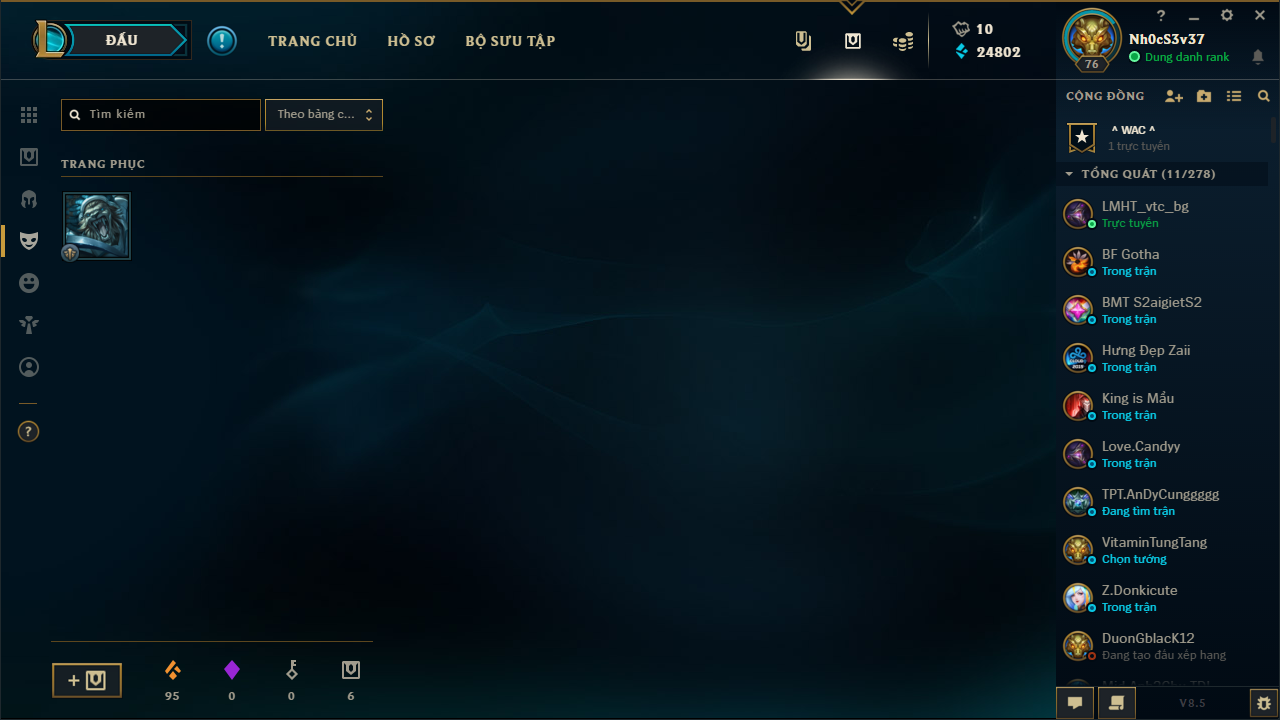 ĐẤU
TRANG CHỦ
HỒ SƠ
BỘ SƯU TẬP
10
24802
76
Nh0cS3v37
Dung danh rank
CỘNG ĐỒNG
^ WAC ^
1 trực tuyến
TỔNG QUÁT (11/278)
LMHT_vtc_bg
Trực tuyến
BF Gotha
Trong trận
BMT S2aigietS2
Trong trận
Hưng Đẹp Zaii
Trong trận
King is Mầu
Trong trận
Love.Candyy
Trong trận
TPT.AnDyCunggggg
Đang tìm trận
VitaminTungTang
Chọn tướng
Z.Donkicute
Trong trận
DuonGblacK12
Đang tạo đấu xếp hạng
V8.5
Tìm kiếm
Theo bảng c...
TRANG PHỤC
95
0
0
6